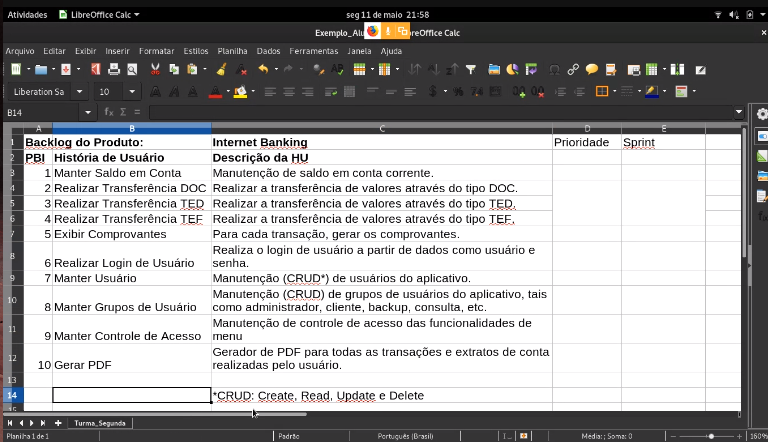 Atividades
LibreOffice Calc
seg 11 de maio 21:58
Exemplo_Alu
reOffice Calc
Arquivo Editar Exibir Inserir Formatar Estilos Planilha Dados Ferramentas Janela Ajuda
Liberation Sa 10
B14
A B C D E
1 Backlog do Produto: Internet Banking Prioridade Sprint
2 PBI História de Usuário Descrição da HU
3 1 Manter Saldo em Conta Manutenção de saldo em conta corrente.
4 2 Realizar Transferência DOC Realizar a transferência de valores através do tipo DOC.
5 3 Realizar Transferência TED Realizar a transferência de valores através do tipo TED.
6 4 Realizar Transferência TEF Realizar a transferência de valores através do tipo TEF.
7 5 Exibir Comprovantes Para cada transação, gerar os comprovantes.
Realiza o login de usuário a partir de dados como usuário e
8 6 Realizar Login de Usuário senha.
9 7 Manter Usuário Manutenção (CRUD*) de usuários do aplicativo.
Manutenção (CRUD) de grupos de usuários do aplicativo, tais
10 8 Manter Grupos de Usuário como administrador, cliente, backup, consulta, etc.
Manutenção de controle de acesso das funcionalidades de
11 9 Manter Controle de Acesso menu
Gerador de PDF para todas as transações e extratos de conta
12 10 Gerar PDF realizadas pelo usuário.
13
14 *CRUD: Create, Read, Update e Delete
Turma_Segunda
Planilha 1 de 1 Padrão Português (Brasil) Média: ; Soma: 0 160%